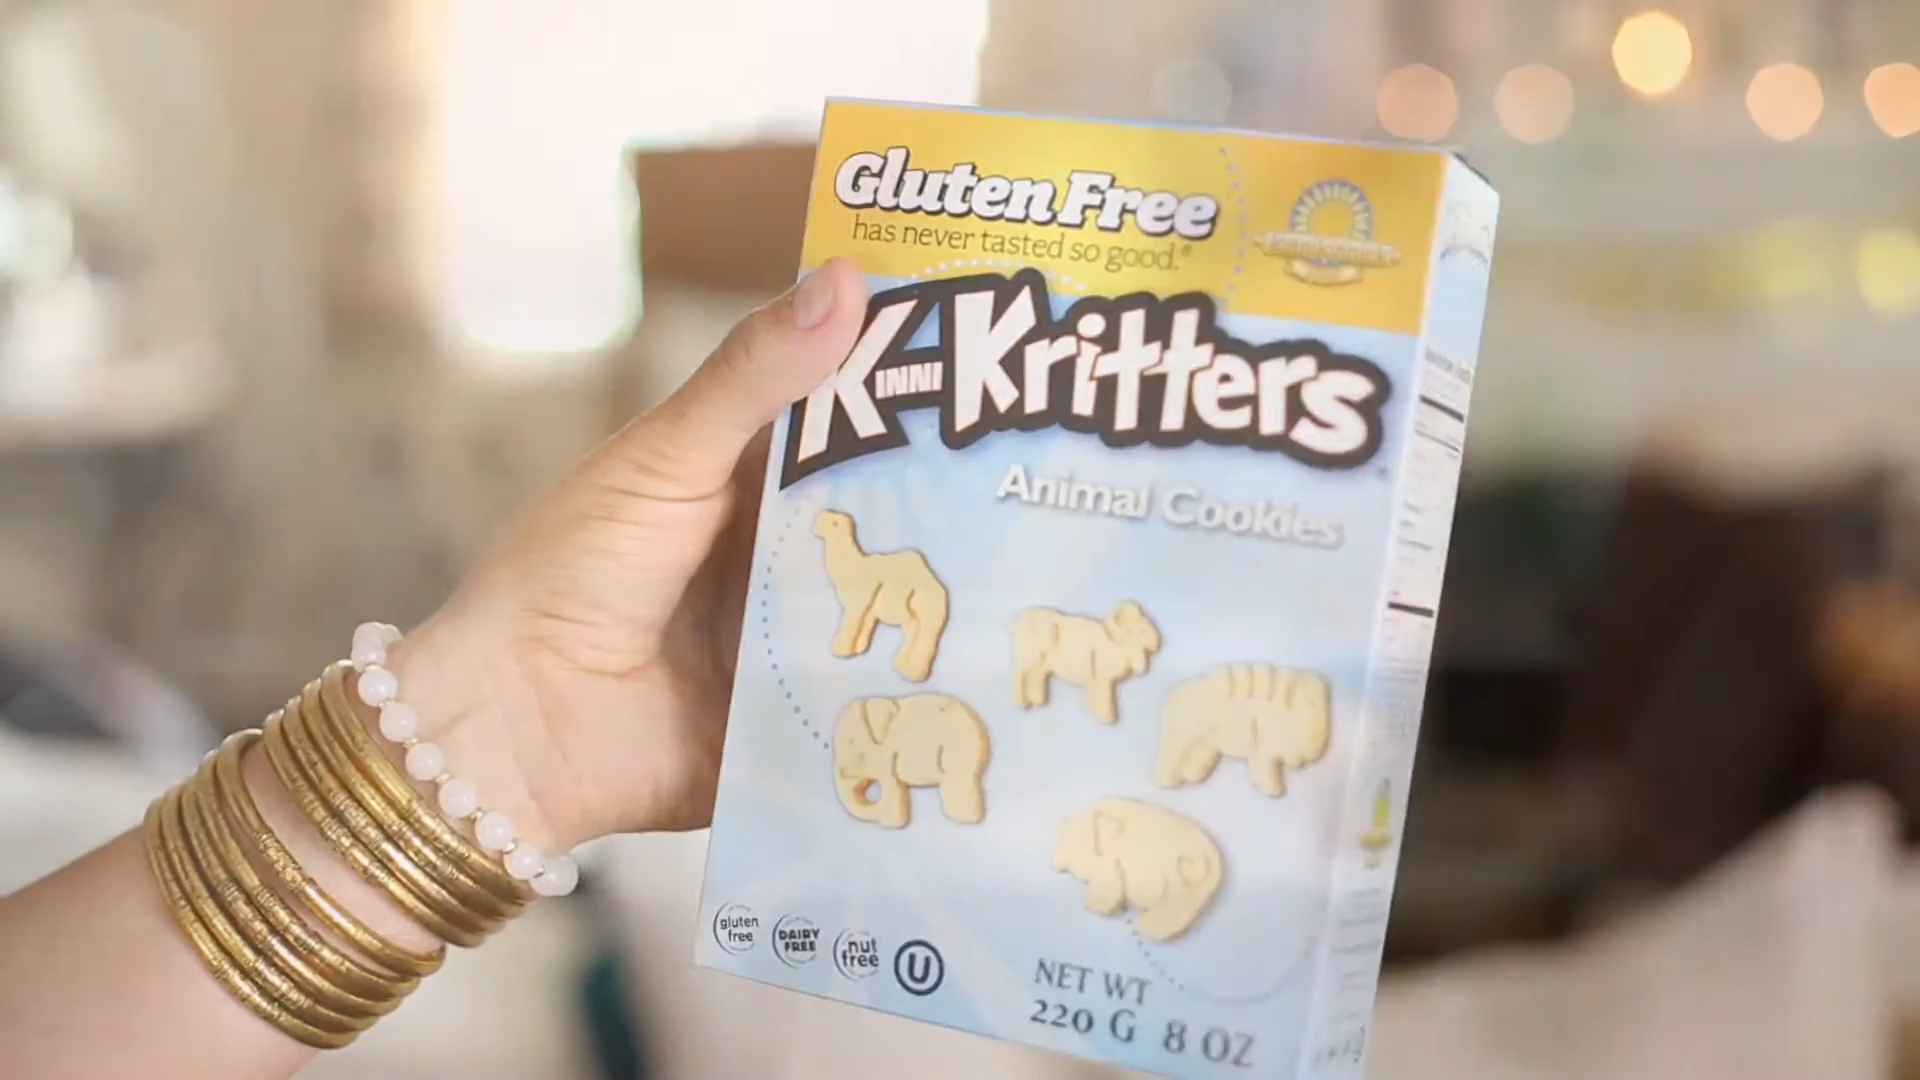 Gluten Free
has never tasted so good.®
K-INNI-Kritters
Animal Cookies
gluten
free
DAIRY
FREE
nut
free
U
NET WT
220 G 8 OZ